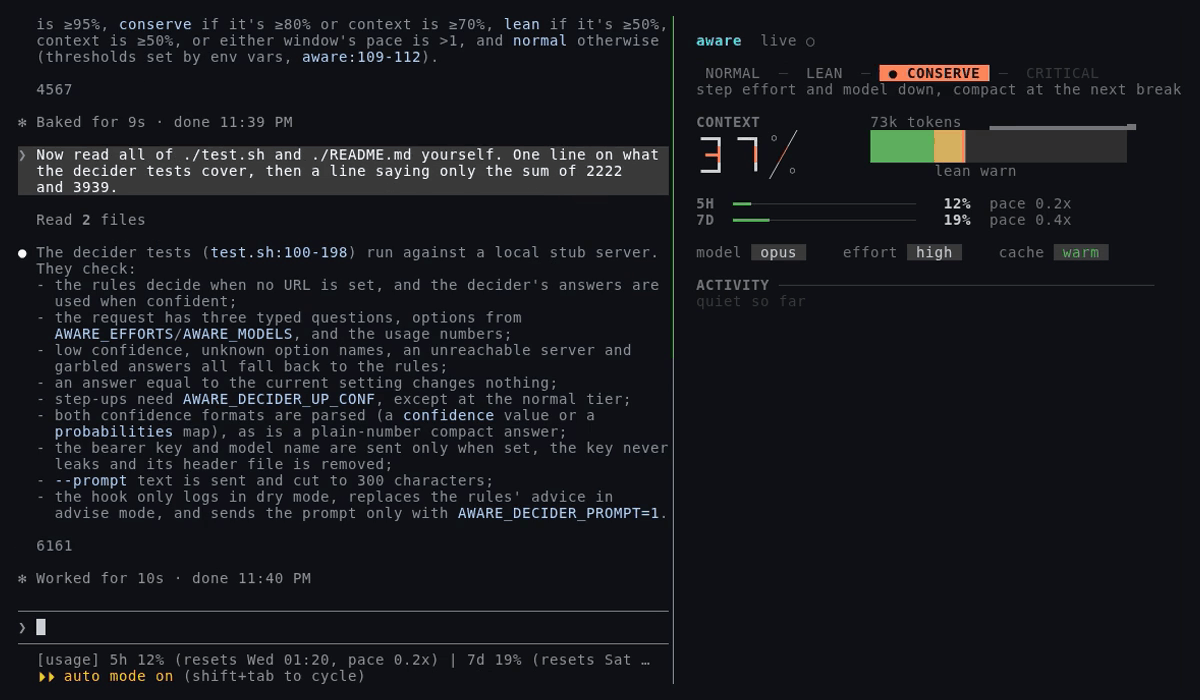 is ≥95%, conserve if it's ≥80% or context is ≥70%, lean if it's ≥50%,
context is ≥50%, or either window's pace is >1, and normal otherwise
(thresholds set by env vars, aware:109-112).
4567
✻ Baked for 9s · done 11:39 PM
❯ Now read all of ./test.sh and ./README.md yourself. One line on what
the decider tests cover, then a line saying only the sum of 2222
and 3939.
Read 2 files
● The decider tests (test.sh:100-198) run against a local stub server.
They check:
- the rules decide when no URL is set, and the decider's answers are
used when confident;
- the request has three typed questions, options from
AWARE_EFFORTS/AWARE_MODELS, and the usage numbers;
- low confidence, unknown option names, an unreachable server and
garbled answers all fall back to the rules;
- an answer equal to the current setting changes nothing;
- step-ups need AWARE_DECIDER_UP_CONF, except at the normal tier;
- both confidence formats are parsed (a confidence value or a
probabilities map), as is a plain-number compact answer;
- the bearer key and model name are sent only when set, the key never
leaks and its header file is removed;
- --prompt text is sent and cut to 300 characters;
- the hook only logs in dry mode, replaces the rules' advice in
advise mode, and sends the prompt only with AWARE_DECIDER_PROMPT=1.
6161
✻ Worked for 10s · done 11:40 PM
❯
[usage] 5h 12% (resets Wed 01:20, pace 0.2x) | 7d 19% (resets Sat …
⏵⏵ auto mode on (shift+tab to cycle)
aware live ○
NORMAL — LEAN — ● CONSERVE — CRITICAL
step effort and model down, compact at the next break
CONTEXT 73k tokens
37%
lean warn
5H 12% pace 0.2x
7D 19% pace 0.4x
model opus effort high cache warm
ACTIVITY
quiet so far